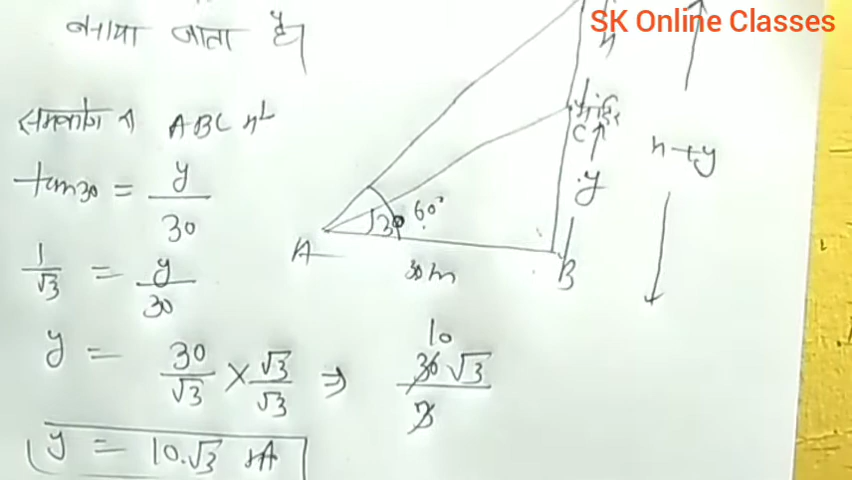 SK Online Classes
बनाया जाता है।
समकोण △ ABC में
tan30 = y/30
1/√3 = y/30
y = 30/√3 × √3/√3 ⇒ 30√3/3
10
y = 10.√3
h
C
y
h+y
30
60°
A
30m
B